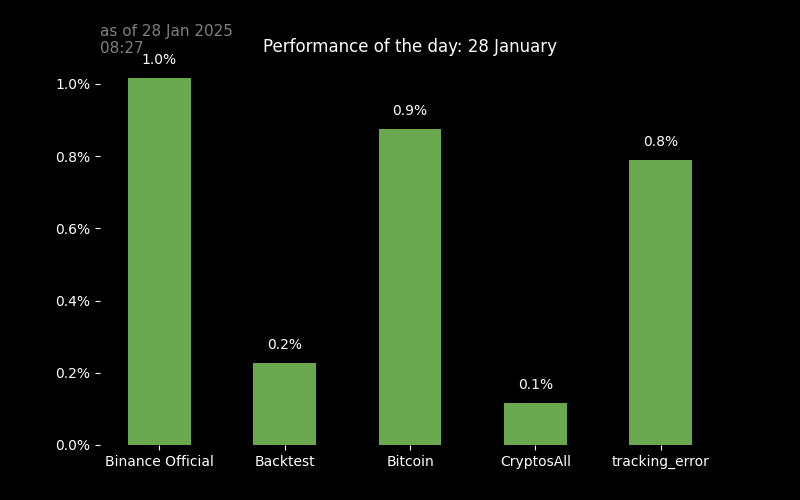 as of 28 Jan 2025
08:27
Performance of the day: 28 January
1.0%
0.2%
0.9%
0.1%
0.8%
1.0%
0.8%
0.6%
0.4%
0.2%
0.0%
Binance Official
Backtest
Bitcoin
CryptosAll
tracking_error